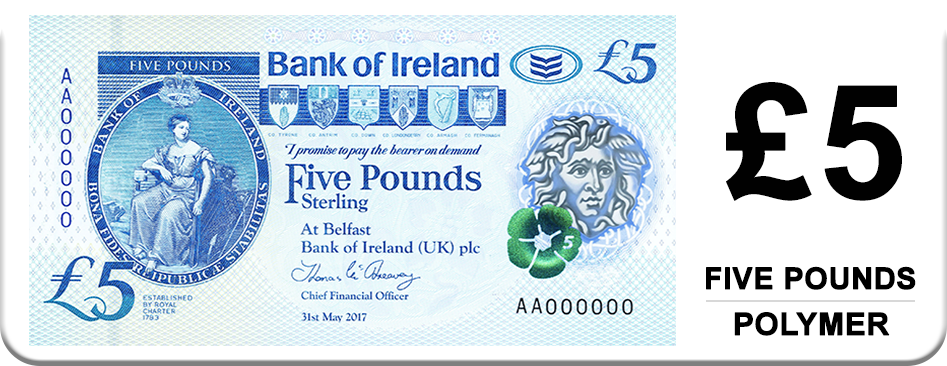 FIVE POUNDS
Bank of Ireland
£5
AA000000
BANK OF IRELAND
BONA FIDES REIPUBLICÆ STABILITAS
CO. TYRONE CO. ANTRIM CO. DOWN CO. LONDONDERRY CO. ARMAGH CO. FERMANAGH
I promise to pay the bearer on demand
Five Pounds
Sterling
At Belfast
Bank of Ireland (UK) plc
Chief Financial Officer
31st May 2017
£5
ESTABLISHED
BY ROYAL
CHARTER
1783
5
AA000000
£5
FIVE POUNDS
POLYMER